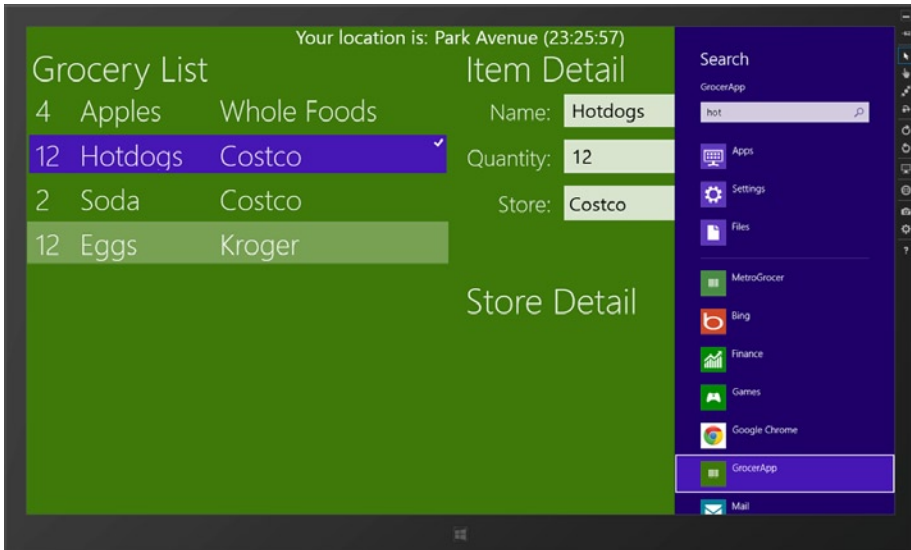 Your location is: Park Avenue (23:25:57)
Grocery List
4 Apples Whole Foods
12 Hotdogs Costco
2 Soda Costco
12 Eggs Kroger
Item Detail
Name: Hotdogs
Quantity: 12
Store: Costco
Store Detail
Search
GrocerApp
hot
Apps
Settings
Files
MetroGrocer
Bing
Finance
Games
Google Chrome
GrocerApp
Mail
?